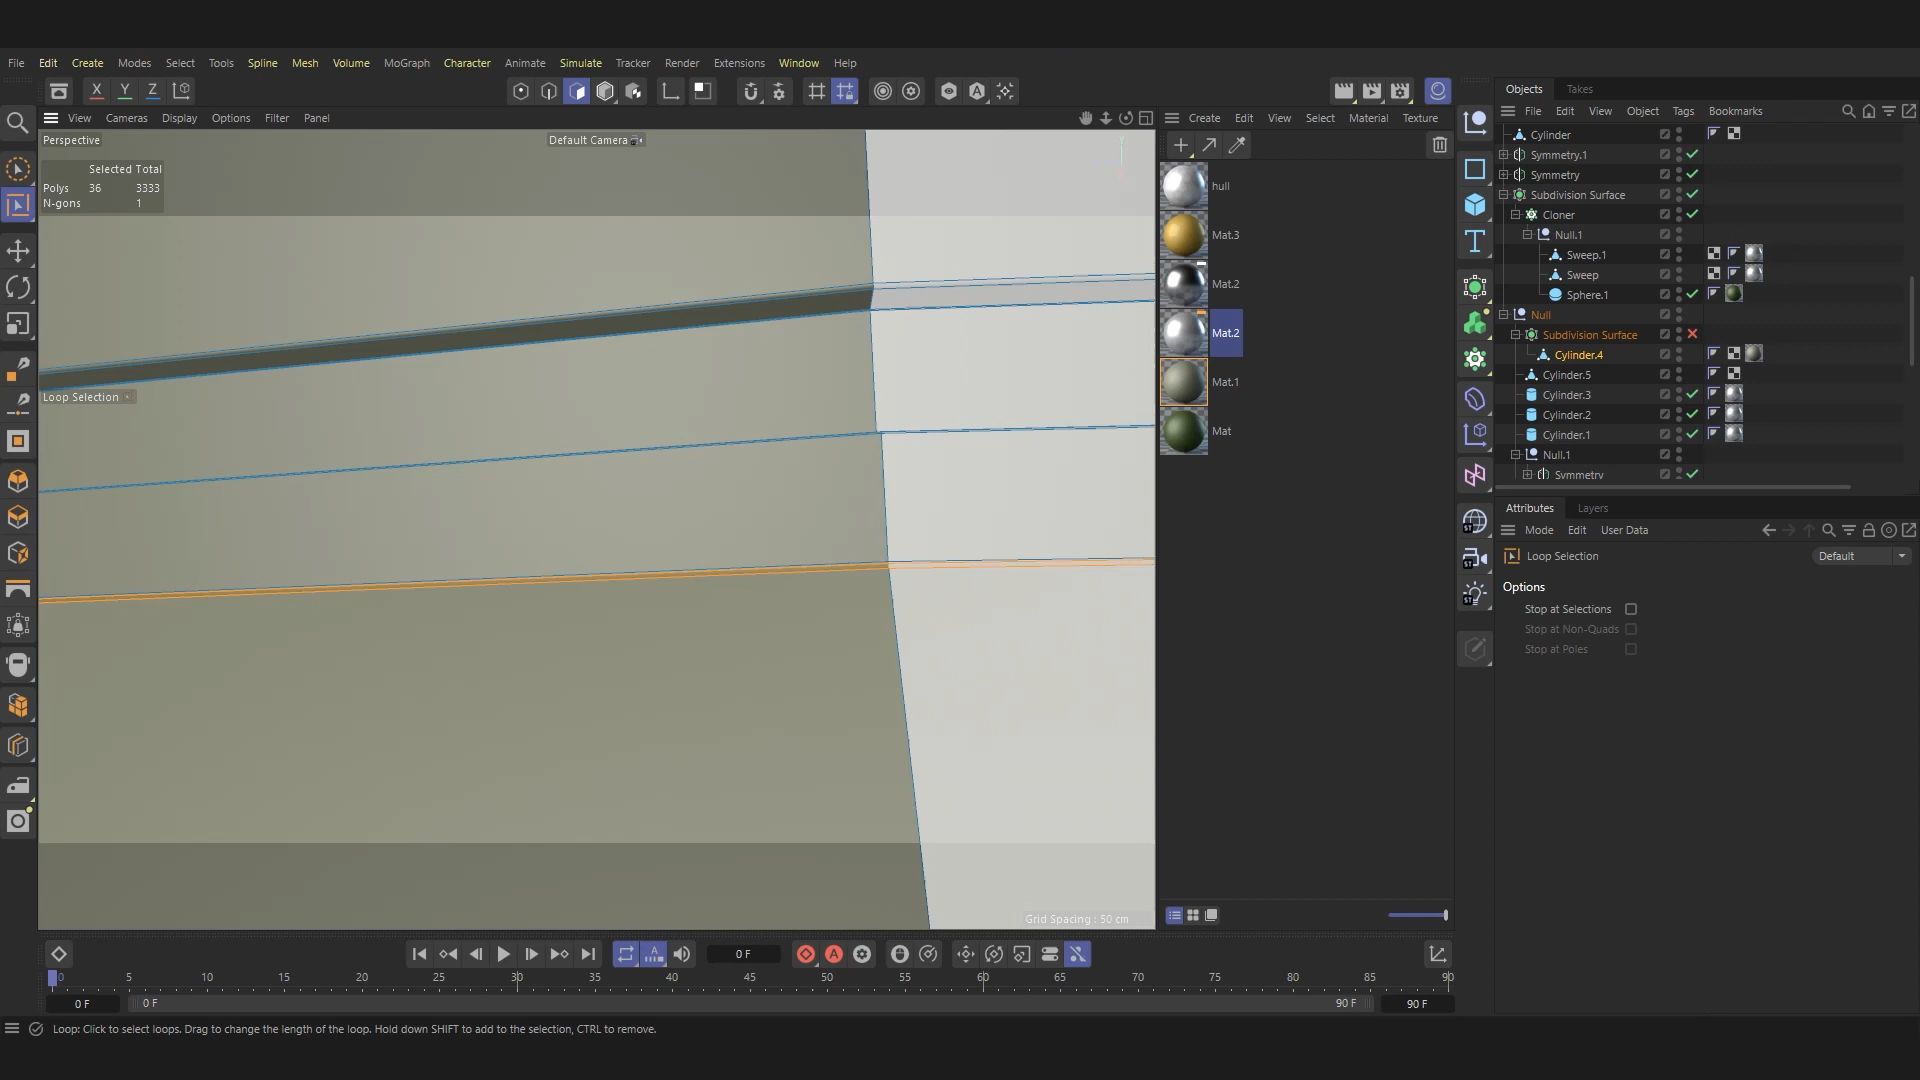 File Edit Create Modes Select Tools Spline Mesh Volume MoGraph Character Simulate Animate Tracker Render Extensions Window Help
X Y Z
View Cameras Display Options Filter Panel
Perspective
Default Camera
Selected Total
Polys 36 3333
N-gons 1
Loop Selection
Grid Spacing : 50 cm
Create Edit View Select Material Texture
hull
Mat.3
Mat.2
Mat.2
Mat.1
Mat
Objects Takes
File Edit View Object Tags Bookmarks
Cylinder
Symmetry.1
Symmetry
Subdivision Surface
Cloner
Null.1
Sweep.1
Sweep
Sphere.1
Null
Subdivision Surface
Cylinder.4
Cylinder.5
Cylinder.3
Cylinder.2
Cylinder.1
Null.1
Symmetry
Attributes Layers
Mode Edit User Data
Loop Selection Default
Options
Stop at Selections
Stop at Non-Quads
Stop at Poles
0 F
0 5 10 15 20 25 30 35 40 45 50 55 60 65 70 75 80 85 90
0 F 0 F 90 F 90 F
Loop: Click to select loops. Drag to change the length of the loop. Hold down SHIFT to add to the selection, CTRL to remove.